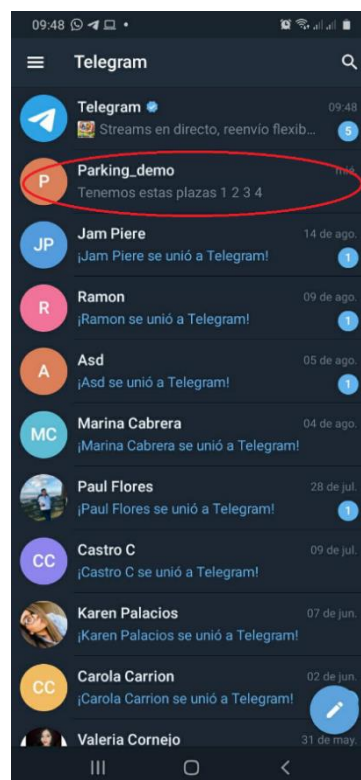 09:48
Telegram
Telegram
09:48
Streams en directo, reenvío flexib...
5
P
Parking_demo
mié.
Tenemos estas plazas 1 2 3 4
JP
Jam Piere
14 de ago.
¡Jam Piere se unió a Telegram!
1
R
Ramon
09 de ago.
¡Ramon se unió a Telegram!
1
A
Asd
05 de ago.
¡Asd se unió a Telegram!
1
MC
Marina Cabrera
04 de ago.
¡Marina Cabrera se unió a Telegram!
Paul Flores
28 de jul.
¡Paul Flores se unió a Telegram!
1
CC
Castro C
09 de jul.
¡Castro C se unió a Telegram!
Karen Palacios
07 de jun.
¡Karen Palacios se unió a Telegram!
CC
Carola Carrion
02 de jun.
¡Carola Carrion se unió a Telegram!
Valeria Cornejo
31 de may.